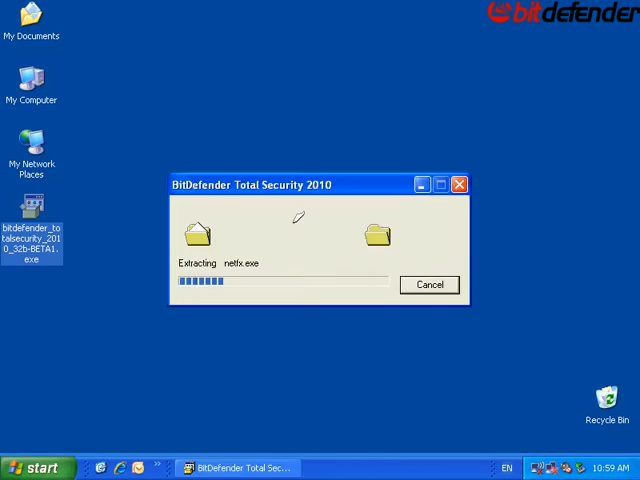 bitdefender
My Documents
My Computer
My Network
Places
bitdefender_to
talsecurity_201
0_32b-BETA1.
exe
BitDefender Total Security 2010
Extracting netfx.exe
Cancel
Recycle Bin
start
BitDefender Total Sec...
EN
10:59 AM